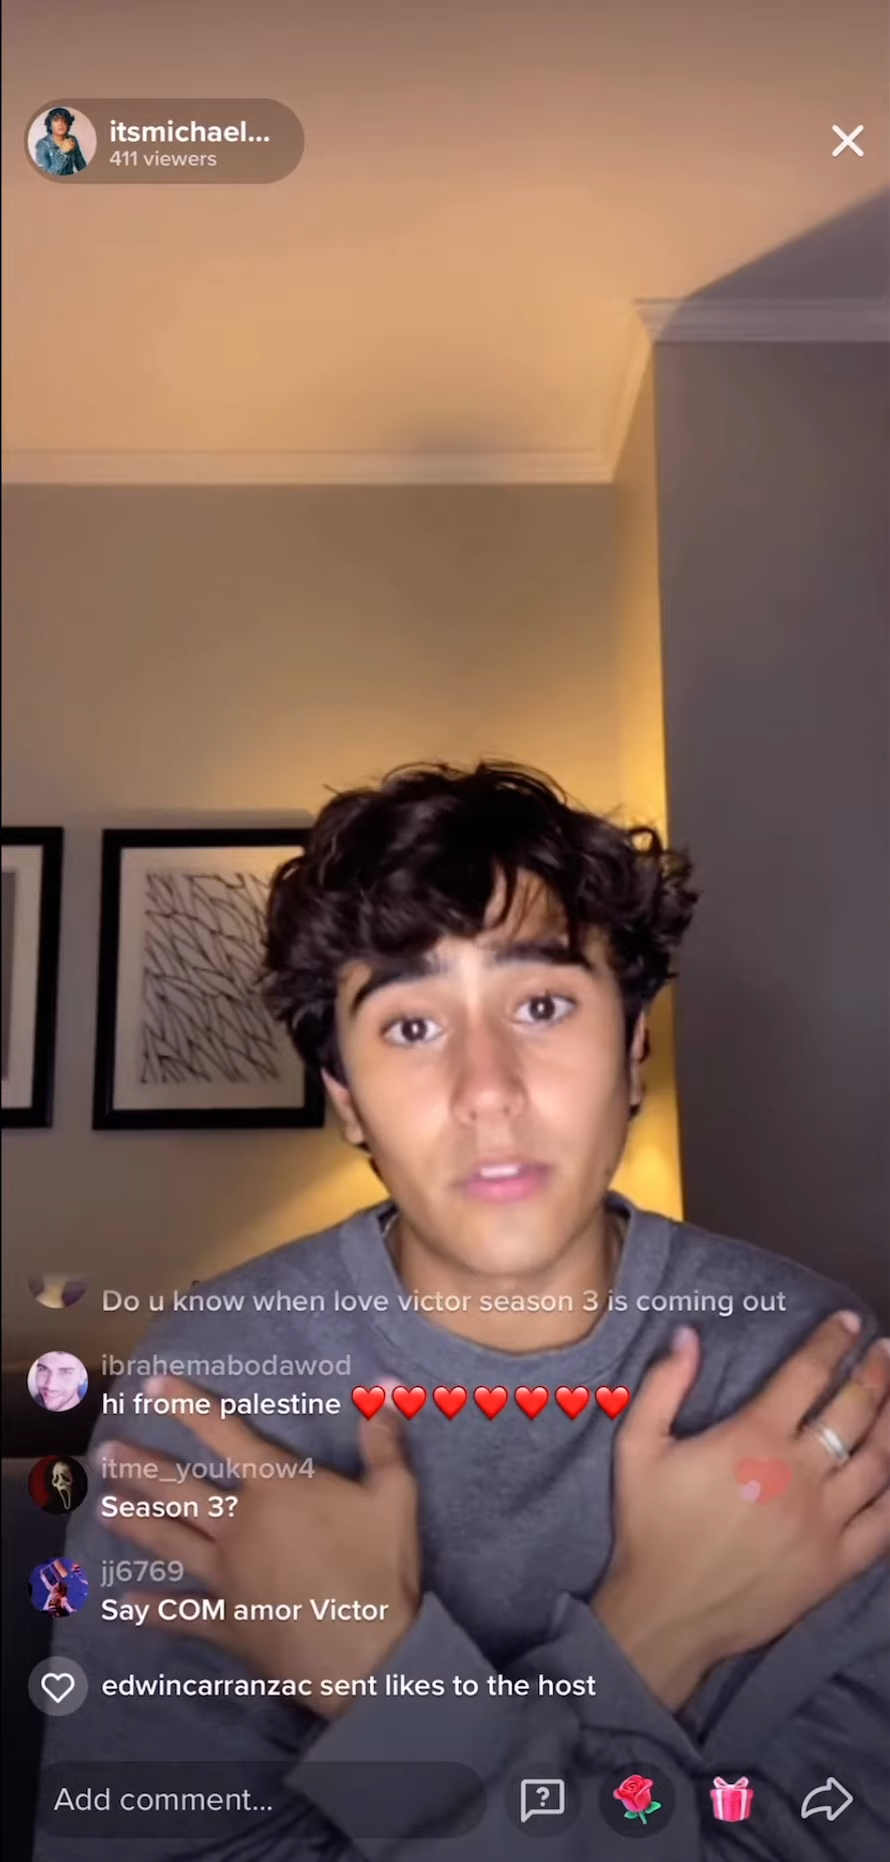 itsmichael...
411 viewers
Do u know when love victor season 3 is coming out
ibrahemabodawod
hi frome palestine ❤️❤️❤️❤️❤️❤️❤️
itme_youknow4
Season 3?
jj6769
Say COM amor Victor
edwincarranzac sent likes to the host
Add comment...